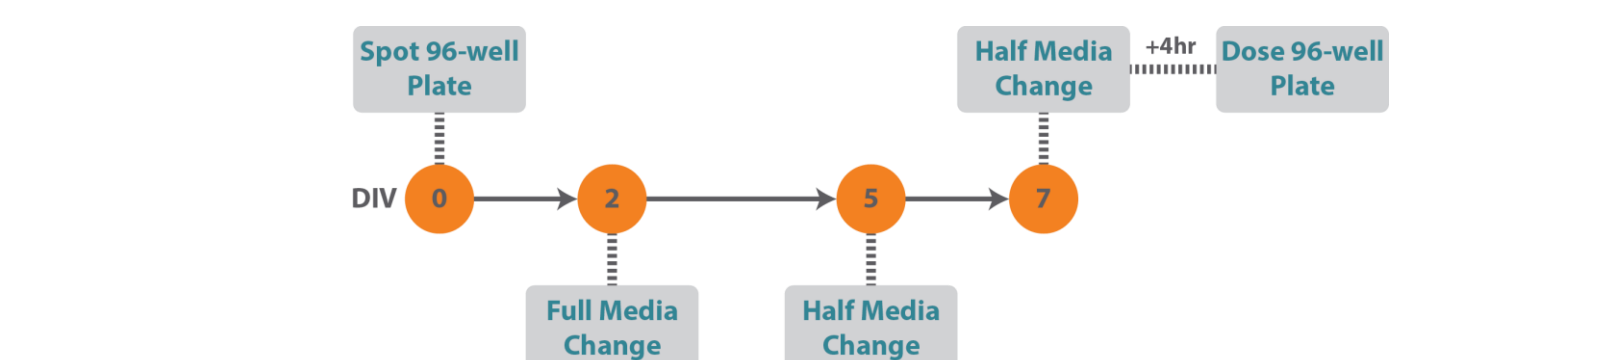 Spot 96-well
Plate
Half Media
Change
+4hr
Dose 96-well
Plate
DIV
0
2
5
7
Full Media
Change
Half Media
Change